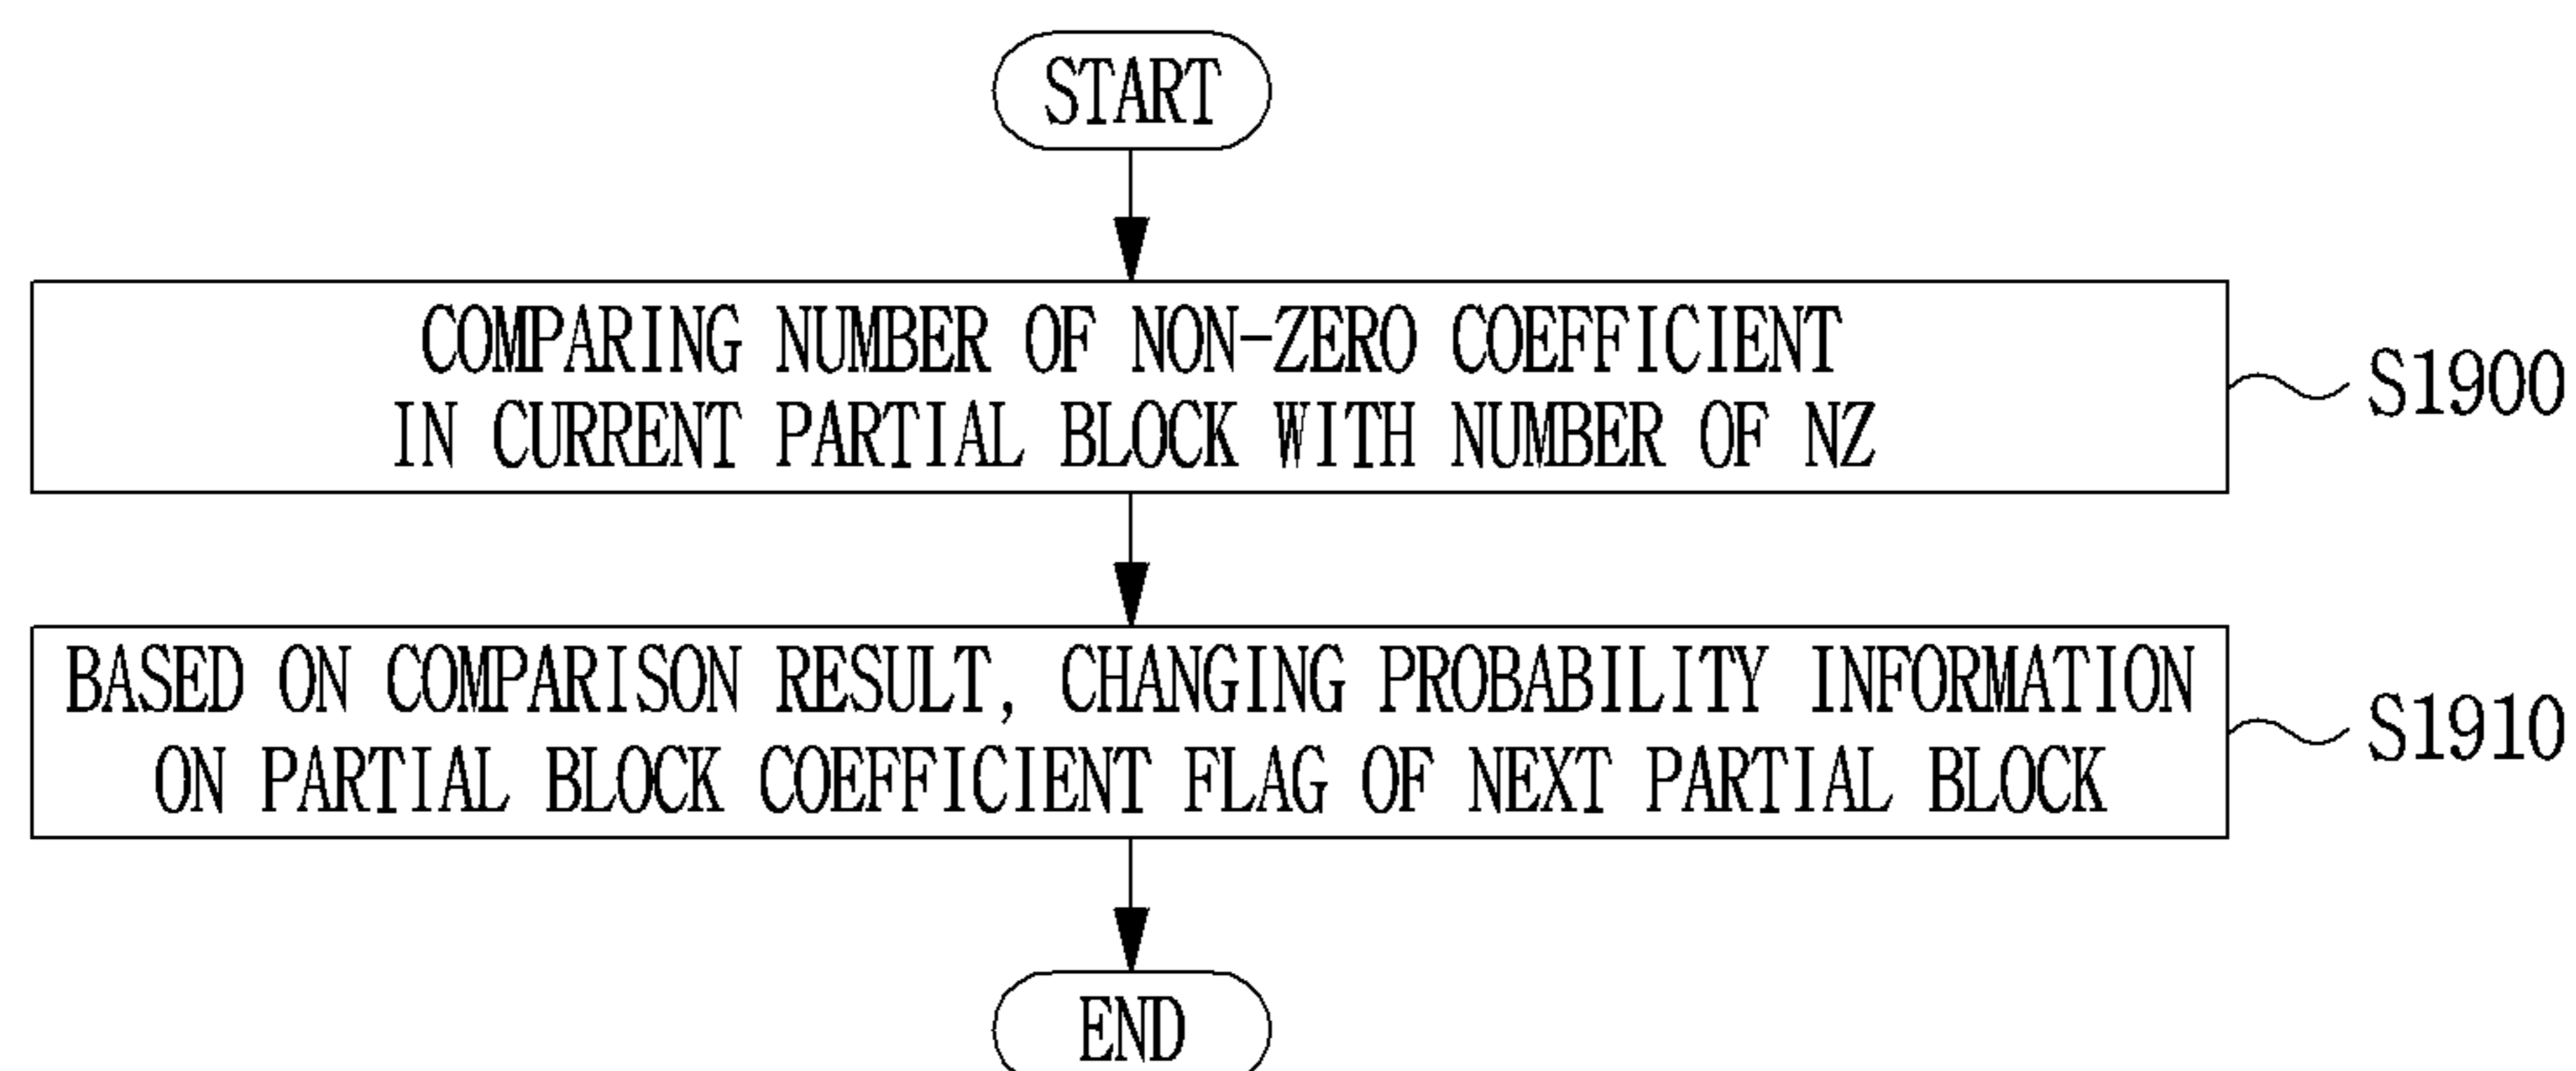 START
COMPARING NUMBER OF NON-ZERO COEFFICIENT
IN CURRENT PARTIAL BLOCK WITH NUMBER OF NZ
S1900
BASED ON COMPARISON RESULT, CHANGING PROBABILITY INFORMATION
ON PARTIAL BLOCK COEFFICIENT FLAG OF NEXT PARTIAL BLOCK
S1910
END